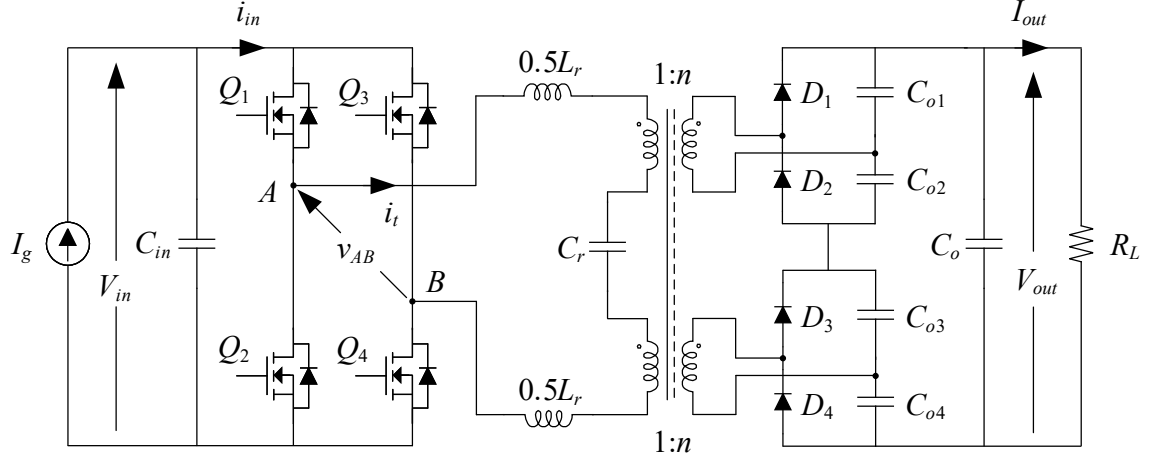 i_in
I_out
0.5L_r
1:n
Q_1
Q_3
D_1
C_o1
A
i_t
D_2
C_o2
I_g
V_in
C_in
v_AB
B
C_r
C_o
V_out
R_L
D_3
C_o3
Q_2
Q_4
0.5L_r
D_4
C_o4
1:n